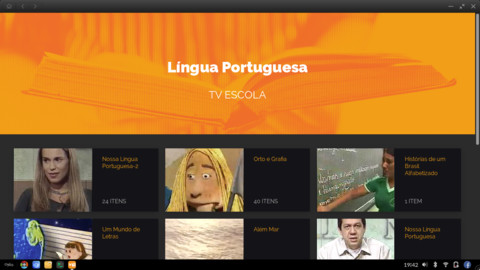 Língua Portuguesa
TV ESCOLA
Nossa Língua
Portuguesa-2
24 ITENS
Orto e Grafia
40 ITENS
Histórias de um
Brasil
Alfabetizado
1 ITEM
Um Mundo de
Letras
Além Mar
Nossa Língua
Portuguesa
19:42